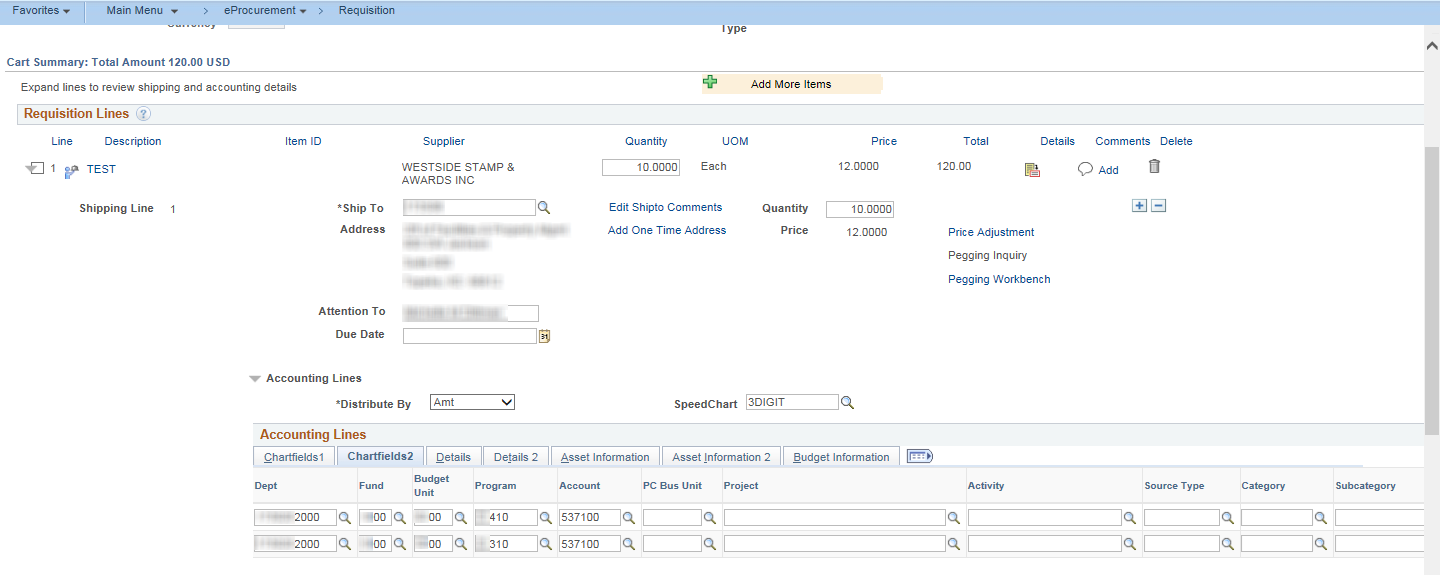 Favorites Main Menu > eProcurement > Requisition
Type
Cart Summary: Total Amount 120.00 USD
Expand lines to review shipping and accounting details
Add More Items
Requisition Lines ?
Line Description Item ID Supplier Quantity UOM Price Total Details Comments Delete
1 TEST WESTSIDE STAMP & 10.0000 Each 12.0000 120.00 Add
AWARDS INC
Shipping Line 1 *Ship To Edit Shipto Comments Quantity 10.0000
Address Add One Time Address Price 12.0000 Price Adjustment
Pegging Inquiry
Pegging Workbench
Attention To
Due Date 31
Accounting Lines
*Distribute By Amt SpeedChart 3DIGIT
Accounting Lines
Chartfields1 Chartfields2 Details Details 2 Asset Information Asset Information 2 Budget Information
Dept Fund Budget Unit Program Account PC Bus Unit Project Activity Source Type Category Subcategory
2000 00 00 410 537100
2000 00 00 310 537100